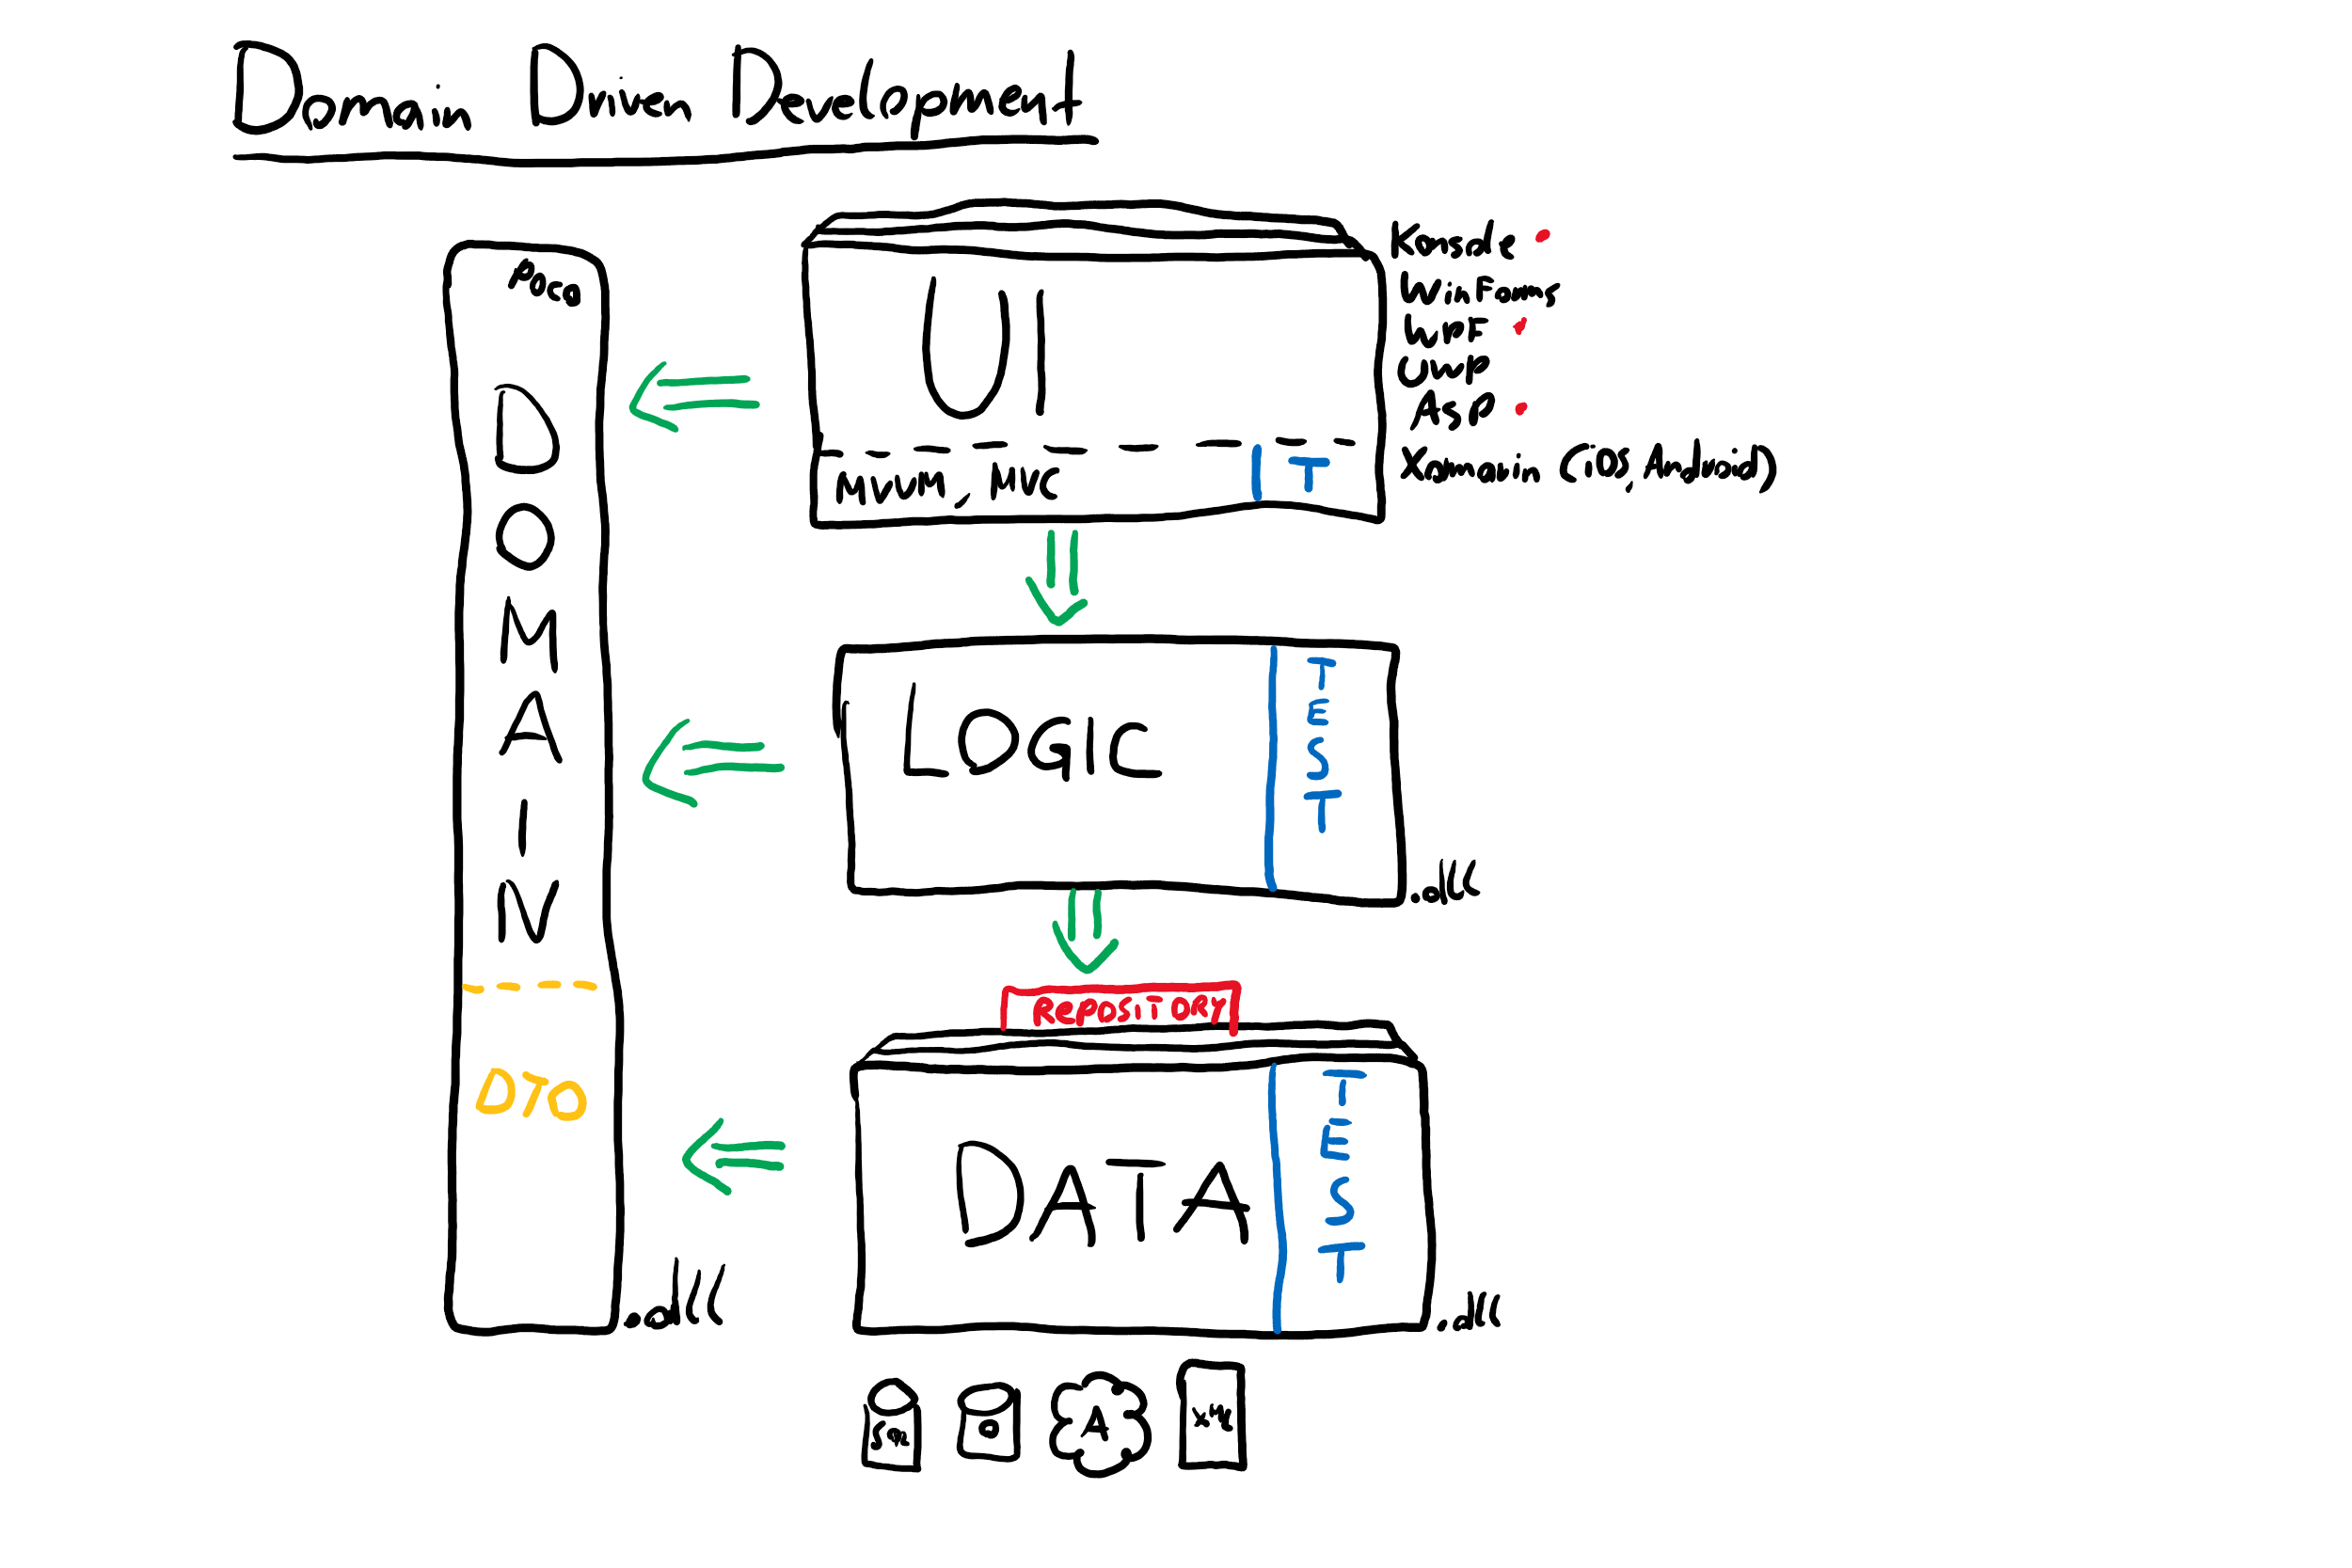 Domain Driven Development
Poco
DOMAIN
DTO
.dll
UI
MVVM, MVC
T
Konsole
WinForms
WPF
UWP
ASP
Xamarin (iOS, Android)
LOGIC
TEST
.dll
REPOSITORY
DATA
TEST
.dll
O
A
XML